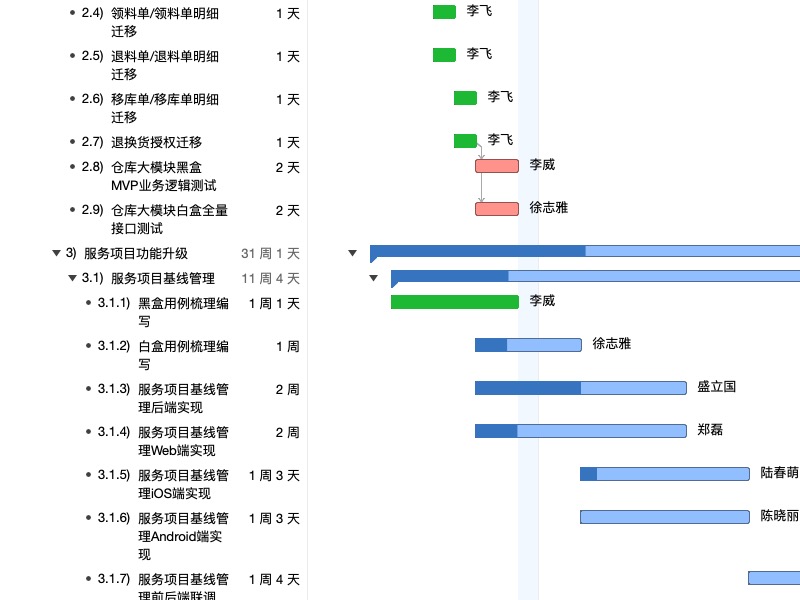 2.4) 领料单/领料单明细 1 天 李飞
迁移
2.5) 退料单/退料单明细 1 天 李飞
迁移
2.6) 移库单/移库单明细 1 天 李飞
迁移
2.7) 退换货授权迁移 1 天 李飞
2.8) 仓库大模块黑盒 2 天 李威
MVP业务逻辑测试
2.9) 仓库大模块白盒全量 2 天 徐志雅
接口测试
3) 服务项目功能升级 31 周 1 天
3.1) 服务项目基线管理 11 周 4 天
3.1.1) 黑盒用例梳理编 1 周 1 天 李威
写
3.1.2) 白盒用例梳理编 1 周 徐志雅
写
3.1.3) 服务项目基线管 2 周 盛立国
理后端实现
3.1.4) 服务项目基线管 2 周 郑磊
理Web端实现
3.1.5) 服务项目基线管 1 周 3 天 陆春萌
理iOS端实现
3.1.6) 服务项目基线管 1 周 3 天 陈晓丽
理Android端实
现
3.1.7) 服务项目基线管 1 周 4 天
理前后端联调